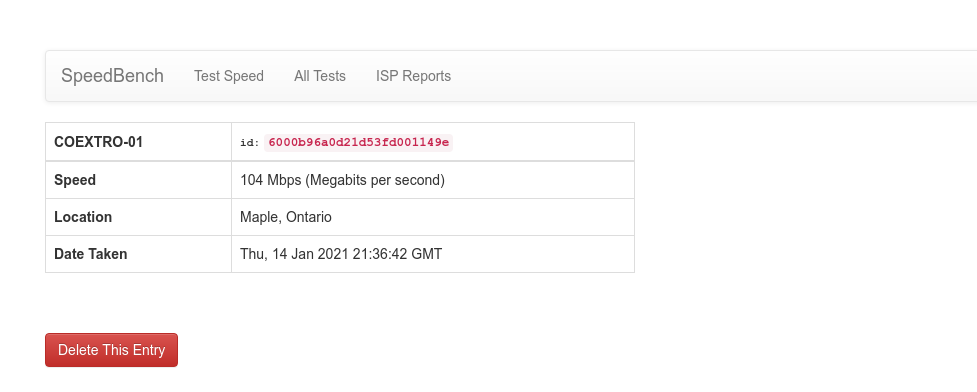 SpeedBench Test Speed All Tests ISP Reports
COEXTRO-01 id: 6000b96a0d21d53fd001149e
Speed 104 Mbps (Megabits per second)
Location Maple, Ontario
Date Taken Thu, 14 Jan 2021 21:36:42 GMT
Delete This Entry